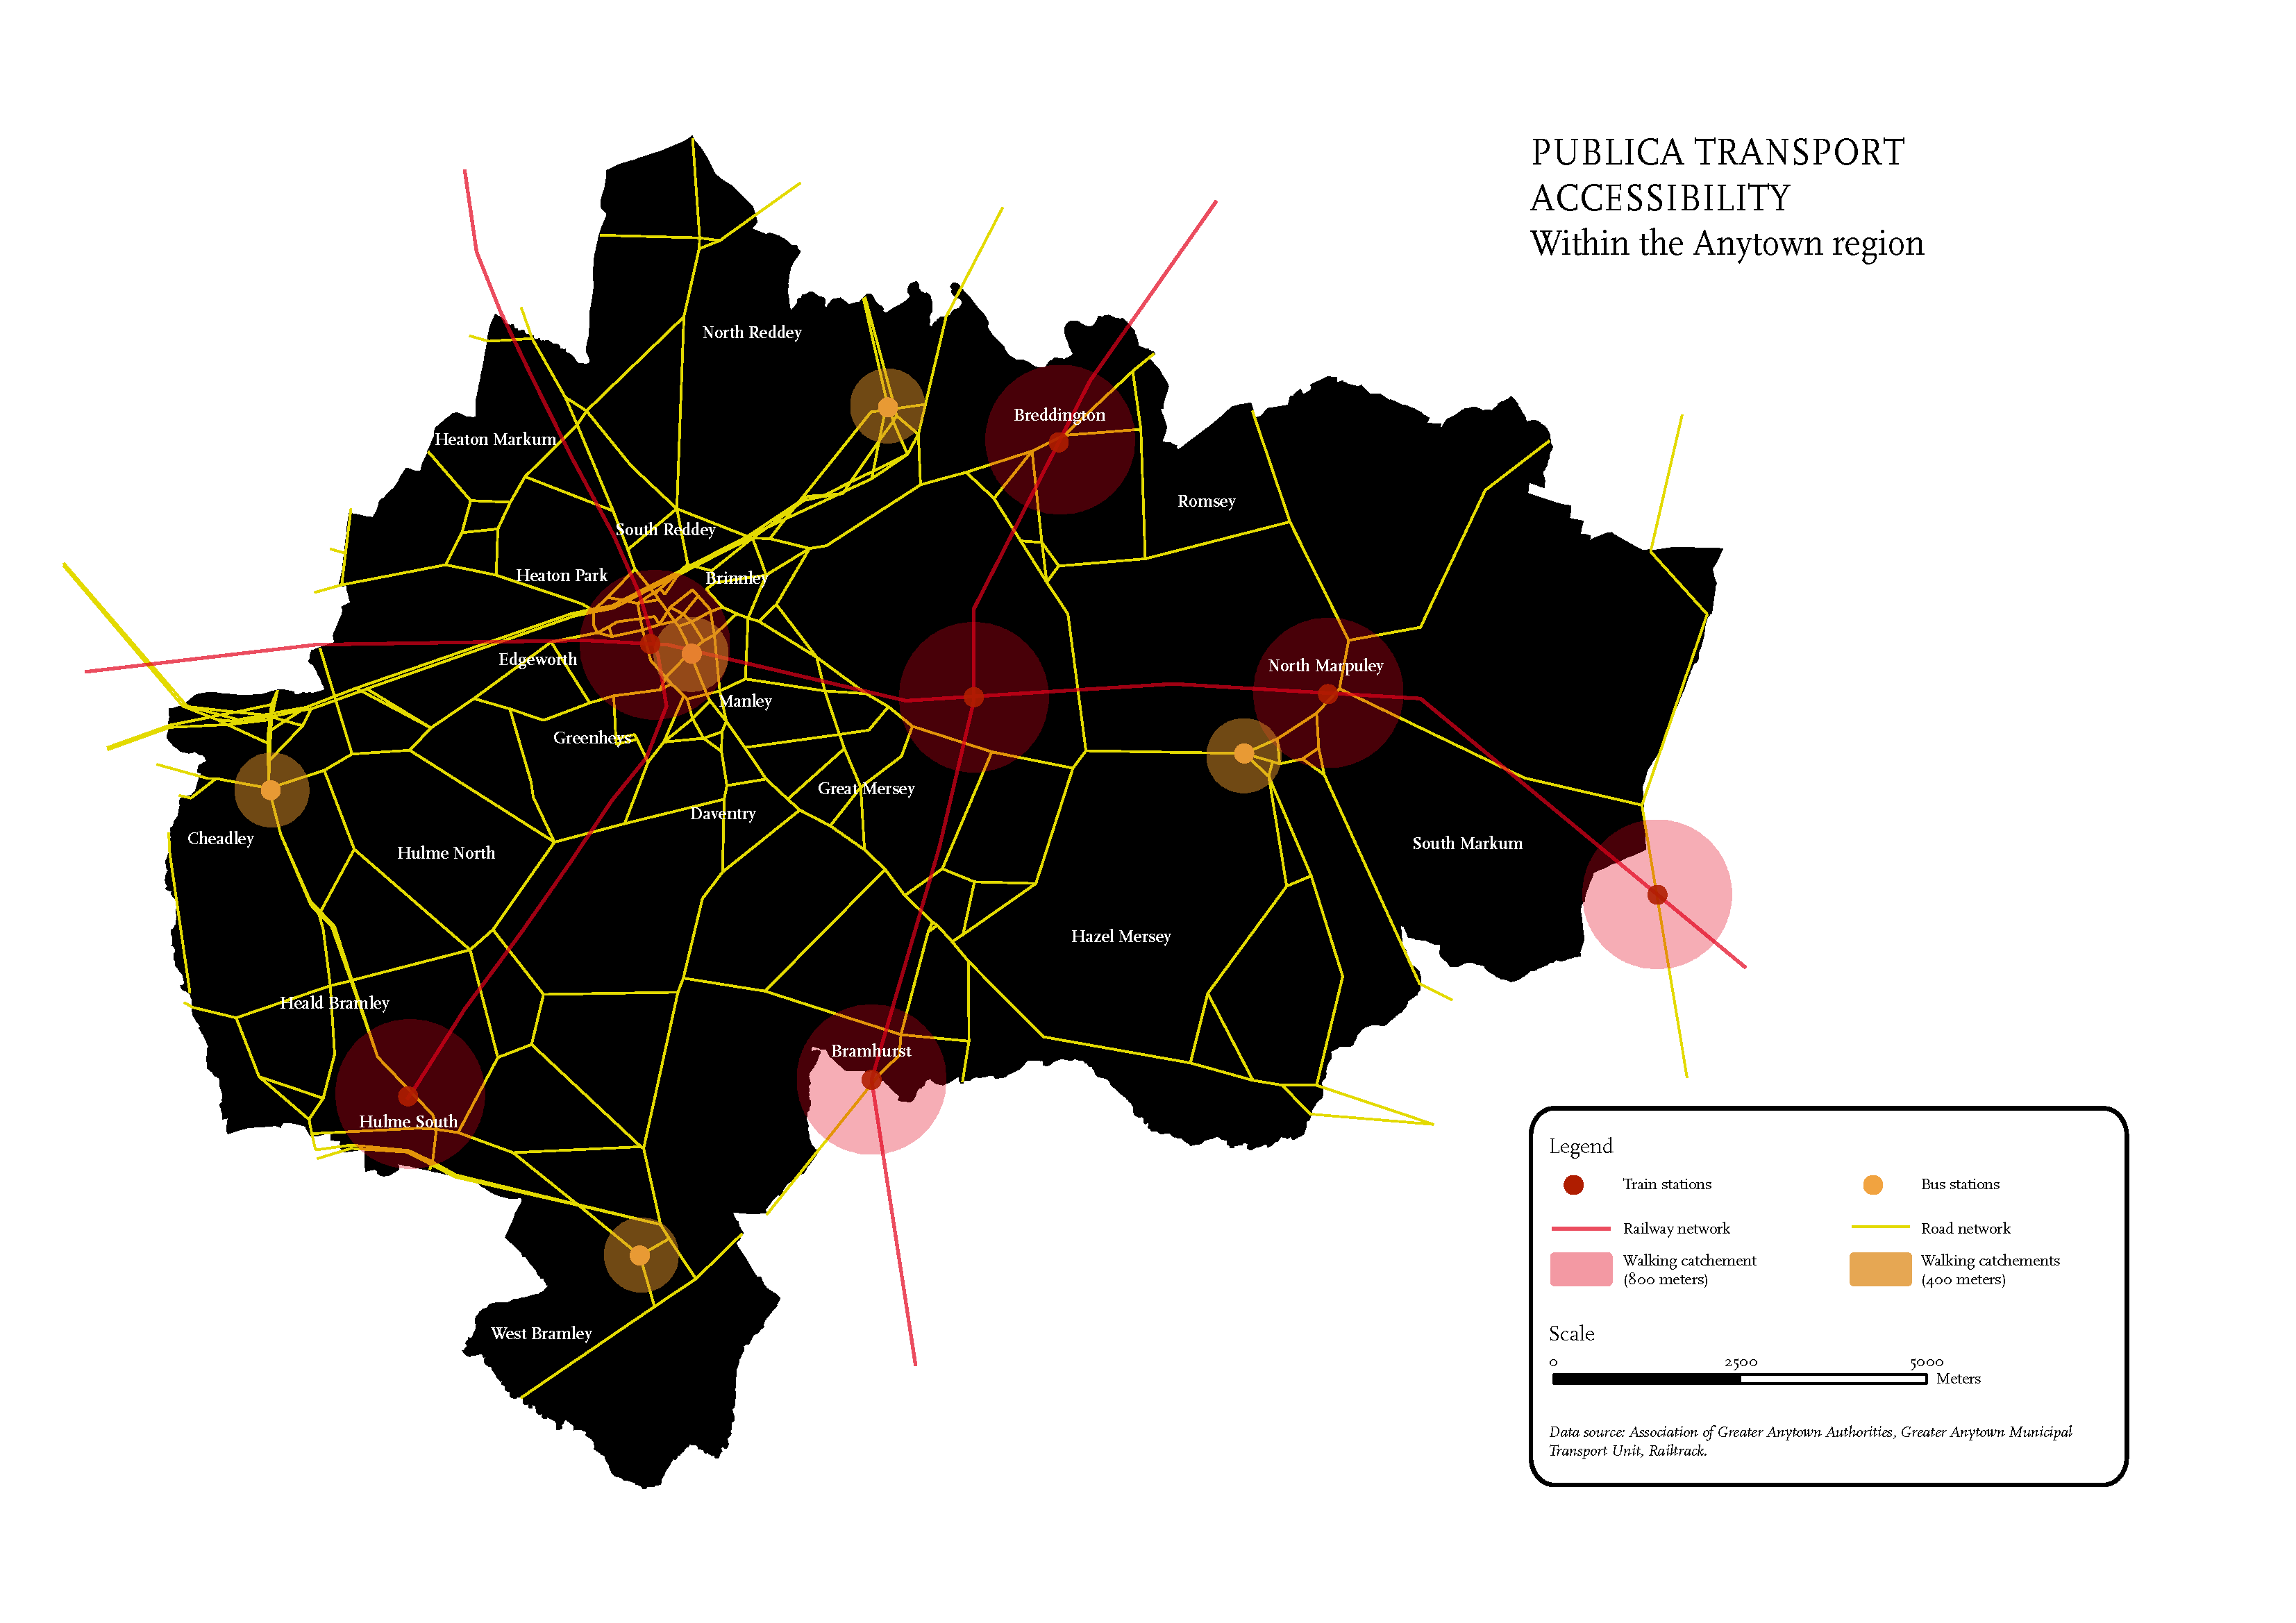 PUBLICA TRANSPORT
ACCESSIBILITY
Within the Anytown region
North Reddey
Breddington
Heaton Markum
Romsey
South Reddey
Heaton Park
Brinnley
Edgeworth
North Marpuley
Manley
Greenheys
Great Mersey
Daventry
Cheadley
South Markum
Hulme North
Hazel Mersey
Heald Bramley
Bramhurst
Hulme South
West Bramley
Legend
Train stations
Bus stations
Railway network
Road network
Walking catchement
(800 meters)
Walking catchements
(400 meters)
Scale
0 2500 5000
Meters
Data source: Association of Greater Anytown Authorities, Greater Anytown Municipal
Transport Unit, Railtrack.